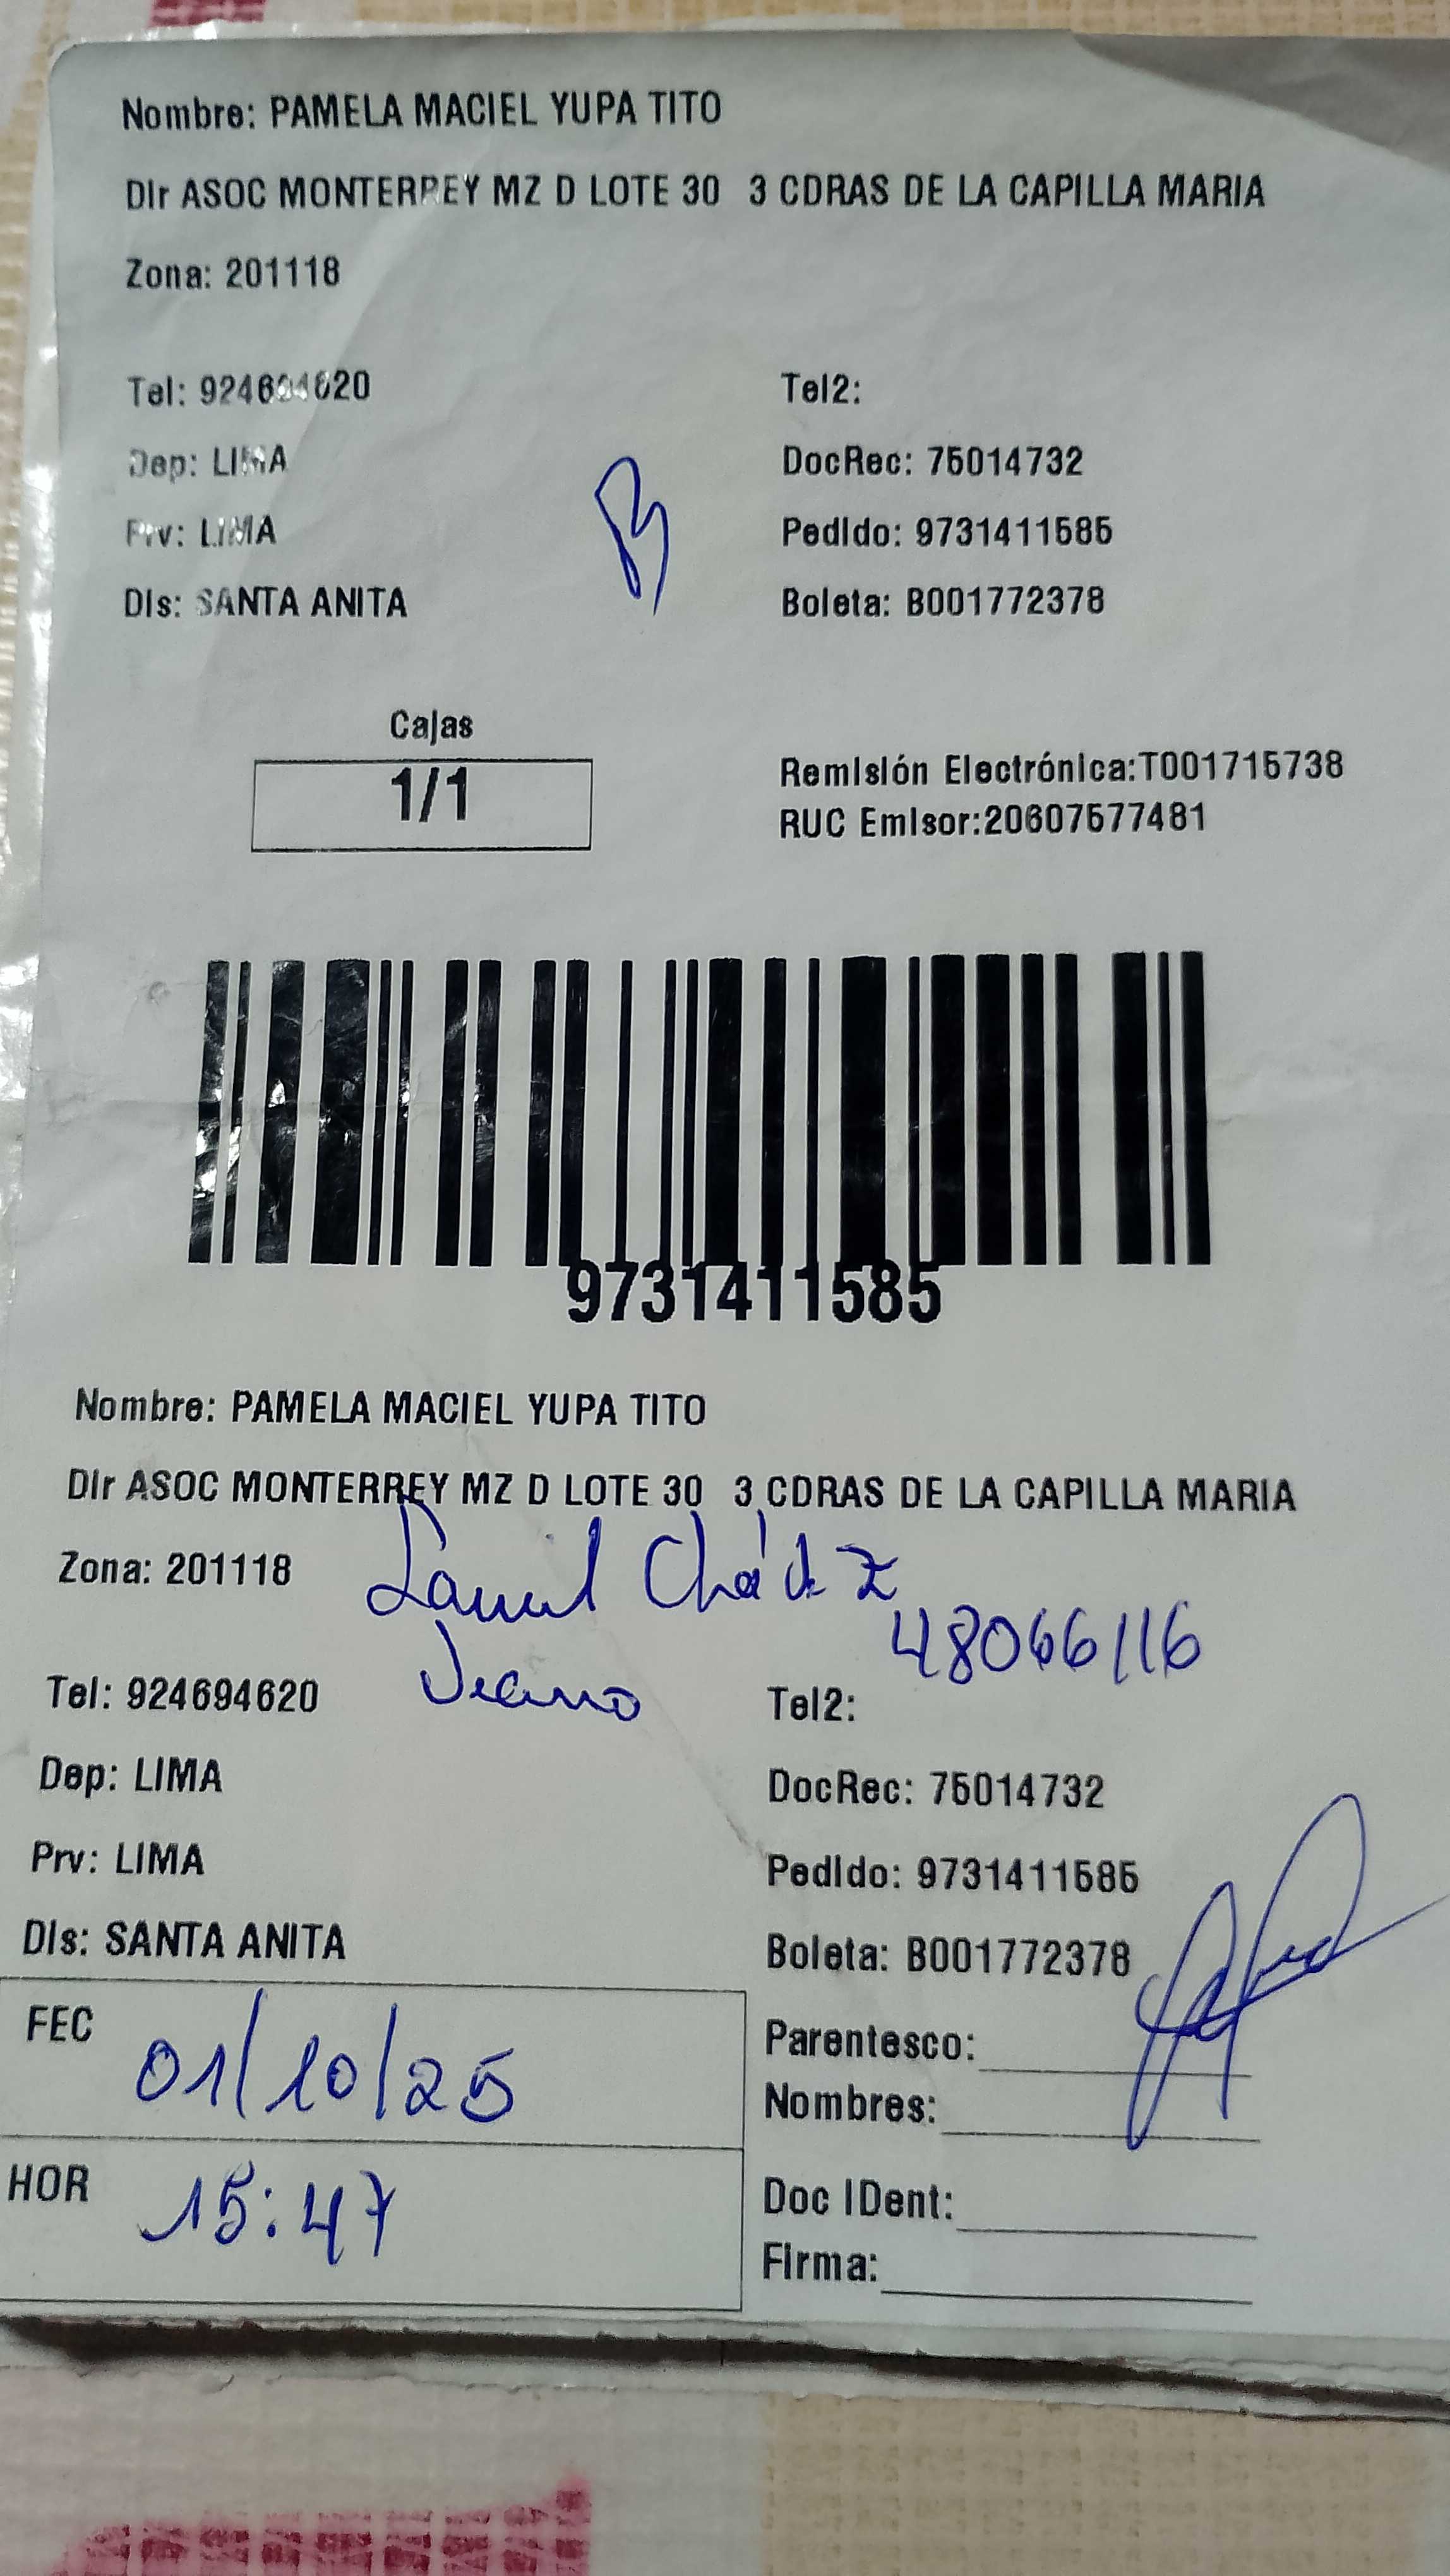 Nombre: PAMELA MACIEL YUPA TITO
Dir ASOC MONTERREY MZ D LOTE 30 3 CDRAS DE LA CAPILLA MARIA
Zona: 201118
Tel: 924694620 Tel2:
Dep: LIMA DocRec: 75014732
Prv: LIMA Pedido: 9731411585
Dis: SANTA ANITA Boleta: B001772378
Cajas
1/1
Remisión Electrónica:T001715738
RUC Emisor:20607577481
9731411585
Nombre: PAMELA MACIEL YUPA TITO
Dir ASOC MONTERREY MZ D LOTE 30 3 CDRAS DE LA CAPILLA MARIA
Zona: 201118 Chávez
48066116
Tel: 924694620 Tel2:
Dep: LIMA DocRec: 75014732
Prv: LIMA Pedido: 9731411585
Dis: SANTA ANITA Boleta: B001772378
FEC 01/10/25
Parentesco:
Nombres:
HOR 15:47
Doc IDent:
Firma: